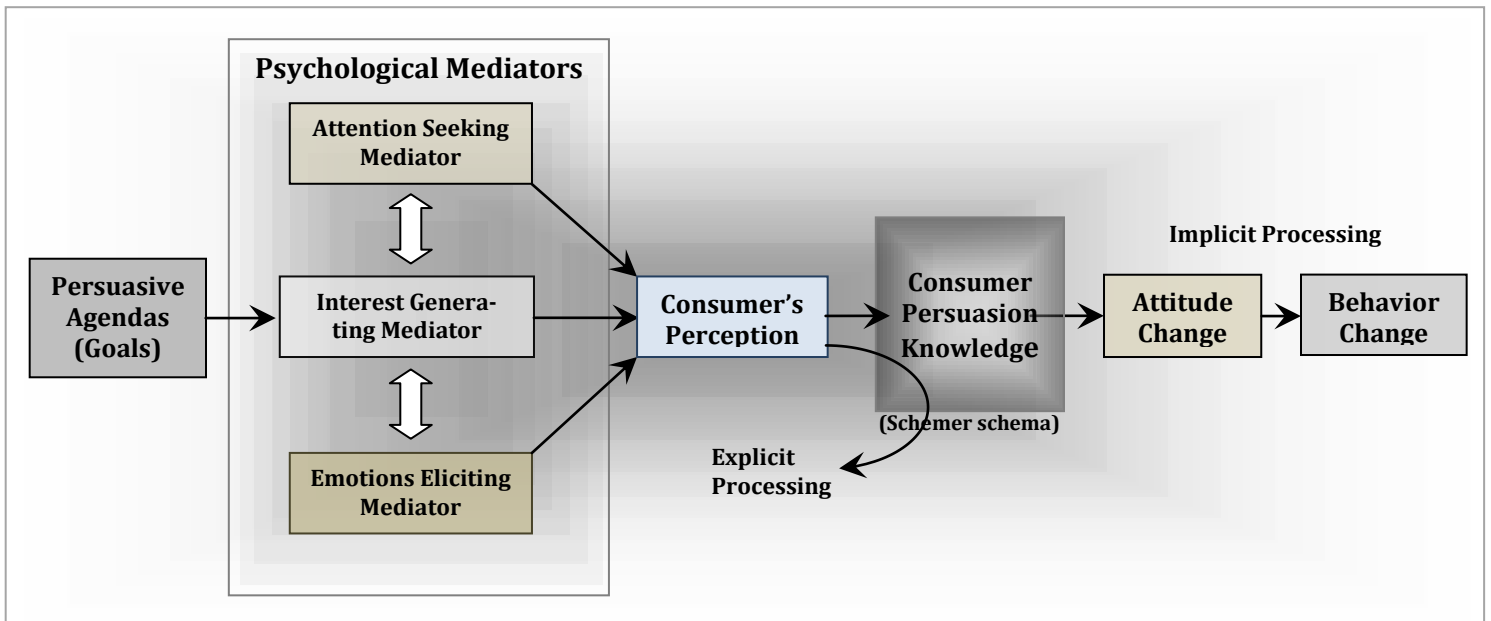 Psychological Mediators
Attention Seeking
Mediator
Persuasive
Agendas
(Goals)
Interest Genera-
ting Mediator
Emotions Eliciting
Mediator
Consumer’s
Perception
Consumer
Persuasion
Knowledge
(Schemer schema)
Explicit
Processing
Implicit Processing
Attitude
Change
Behavior
Change